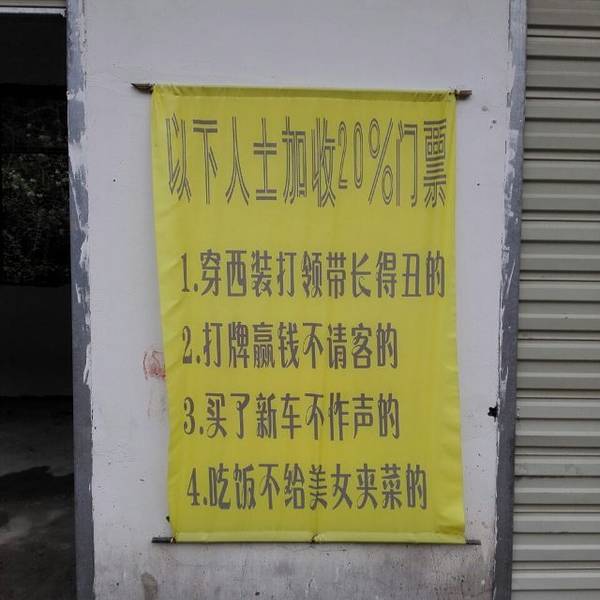 以下人士加收20%门票
1.穿西装打领带长得丑的
2.打牌赢钱不请客的
3.买了新车不作声的
4.吃饭不给美女夹菜的